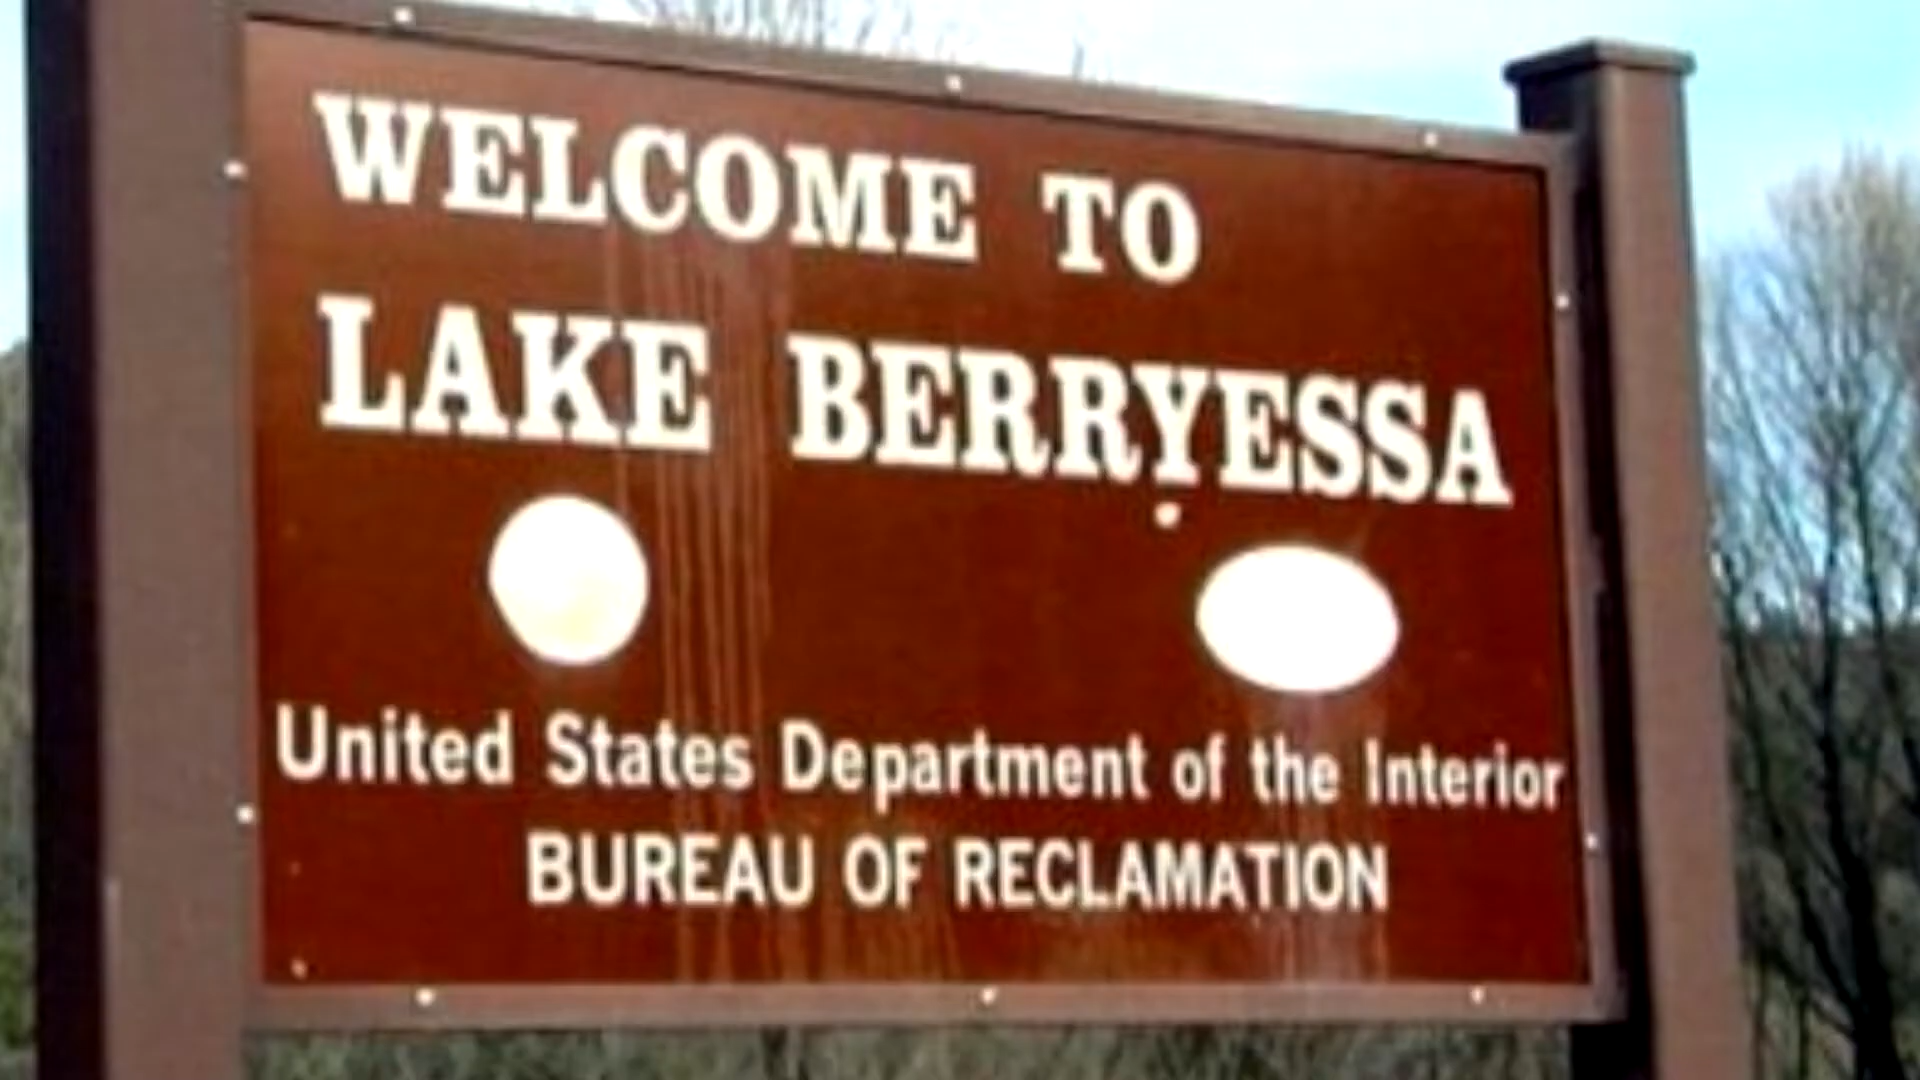 WELCOME TO
LAKE BERRYESSA
United States Department of the Interior
BUREAU OF RECLAMATION